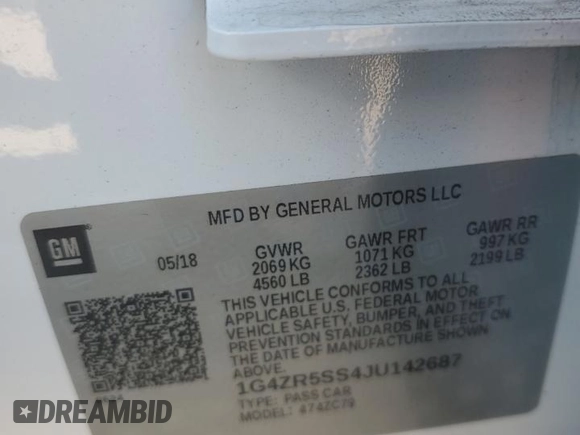 MFD BY GENERAL MOTORS LLC
GM
05/18
GVWR
2069 KG
4560 LB
GAWR FRT
1071 KG
2362 LB
GAWR RR
997 KG
2199 LB
THIS VEHICLE CONFORMS TO ALL
APPLICABLE U.S. FEDERAL MOTOR
VEHICLE SAFETY, BUMPER, AND THEFT
PREVENTION STANDARDS IN EFFECT ON
THE DATE OF MANUFACTURE SHOWN
ABOVE.
1G4ZR5SS4JU142687
TYPE: PASS CAR
MODEL: 4Z4ZC79
DREAMBID